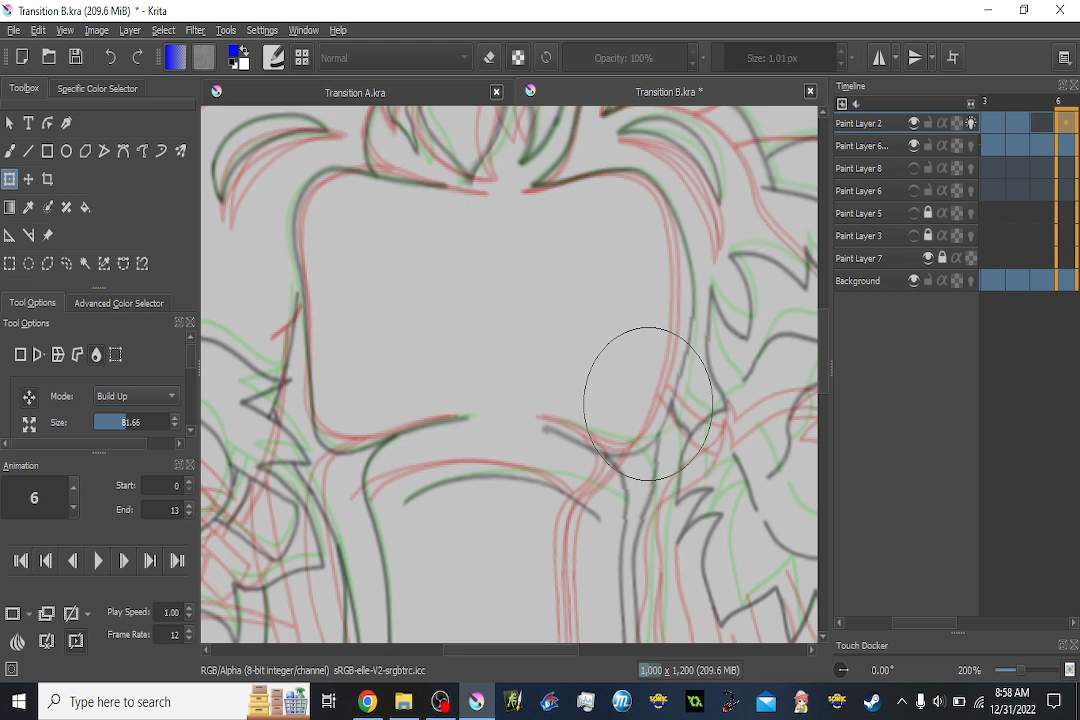 Transition B.kra (209.6 MiB) * - Krita
File Edit View Image Layer Select Filter Tools Settings Window Help
Normal Opacity: 100% Size: 1.01 px
Toolbox Specific Color Selector
Transition A.kra Transition B.kra *
Timeline
3 6
Paint Layer 2
Paint Layer 6...
Paint Layer 8
Paint Layer 6
Paint Layer 5
Paint Layer 3
Paint Layer 7
Background
Tool Options Advanced Color Selector
Tool Options
Mode: Build Up
Size: 81.66
Animation
6
Start: 0
End: 13
Play Speed: 1.00
Frame Rate: 12
Touch Docker
RGB/Alpha (8-bit integer/channel) sRGB-elle-V2-srgbtrc.icc
1,000 x 1,200 (209.6 MiB)
0.00°
200%
Type here to search
8:58 AM
12/31/2022